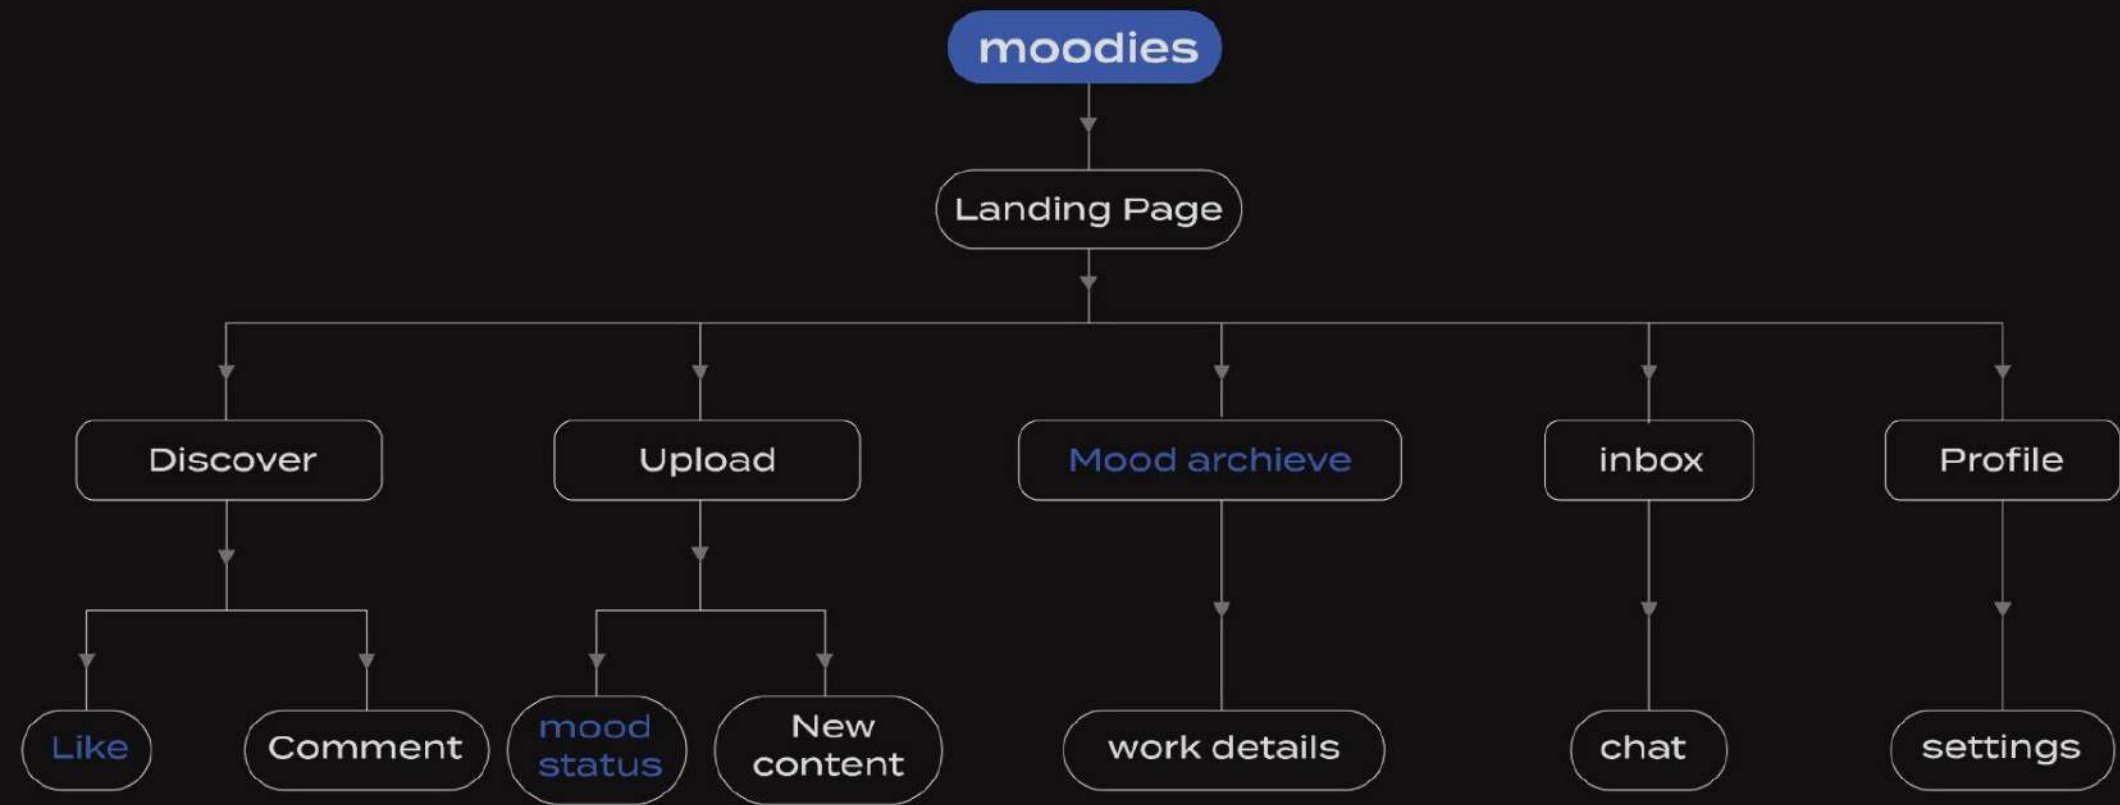 moodies
Landing Page
Discover
Upload
Mood archieve
inbox
Profile
Like
Comment
mood
status
New
content
work details
chat
settings